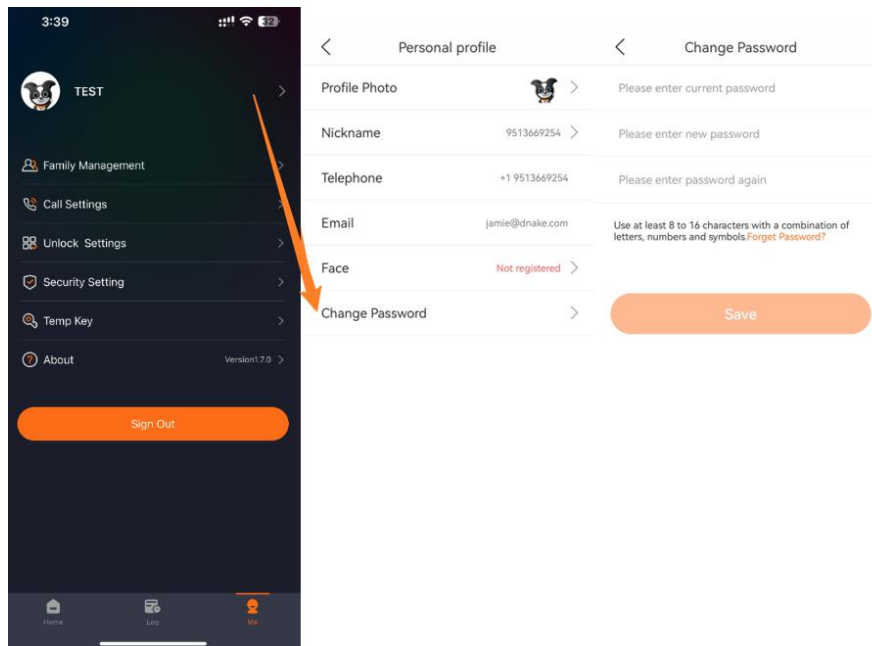 3:39
32
TEST
Family Management
Call Settings
Unlock Settings
Security Setting
Temp Key
About
Version1.7.0
Sign Out
Home
Log
Me
Personal profile
Profile Photo
Nickname
9513669254
Telephone
+1 9513669254
Email
jamie@dnake.com
Face
Not registered
Change Password
Change Password
Please enter current password
Please enter new password
Please enter password again
Use at least 8 to 16 characters with a combination of
letters, numbers and symbols.Forget Password?
Save